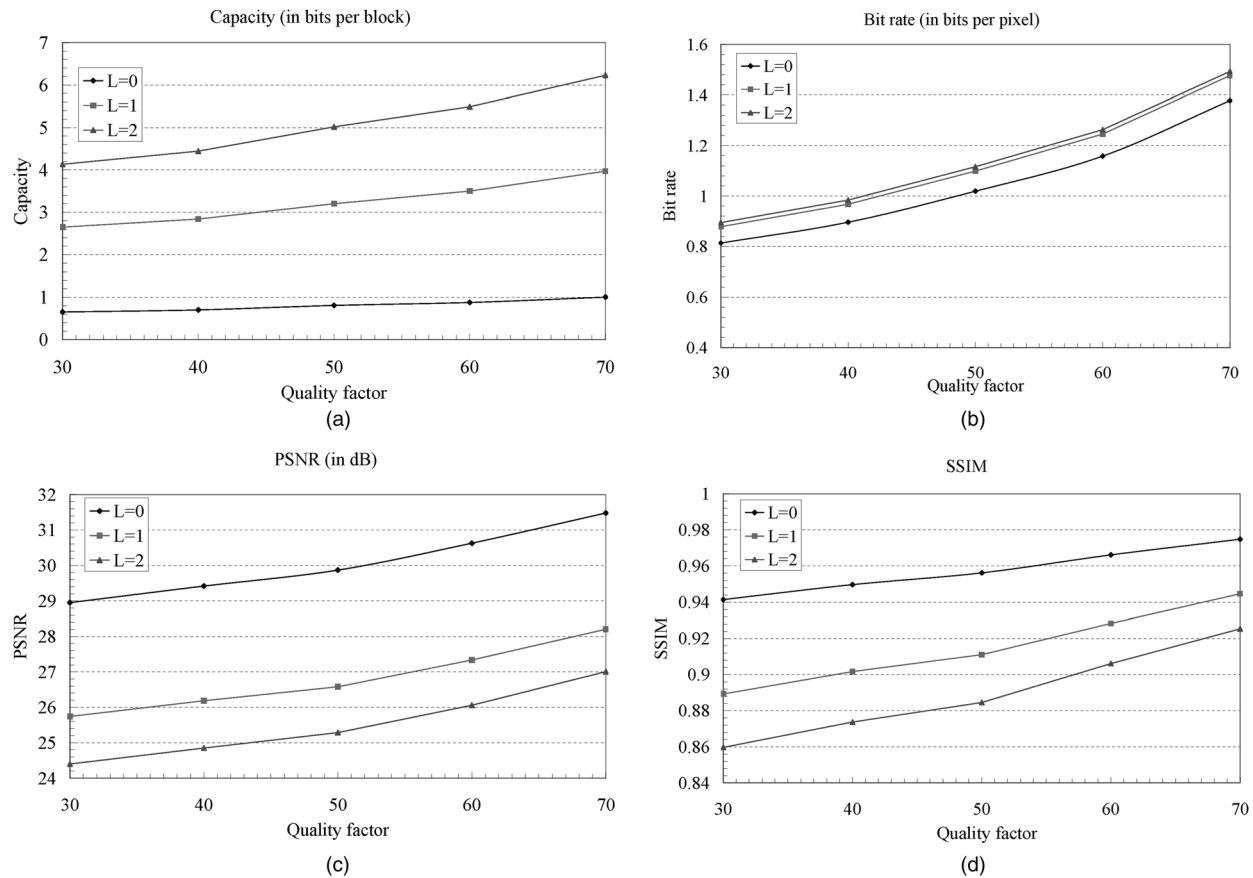 Capacity (in bits per block)
7
6
5
4
3
2
1
0
L=0
L=1
L=2
Capacity
30 40 50 60 70
Quality factor
(a)
Bit rate (in bits per pixel)
1.6
1.4
1.2
1
0.8
0.6
0.4
L=0
L=1
L=2
Bit rate
30 40 50 60 70
Quality factor
(b)
PSNR (in dB)
32
31
30
29
28
27
26
25
24
L=0
L=1
L=2
PSNR
30 40 50 60 70
Quality factor
(c)
SSIM
1
0.98
0.96
0.94
0.92
0.9
0.88
0.86
0.84
L=0
L=1
L=2
SSIM
30 40 50 60 70
Quality factor
(d)